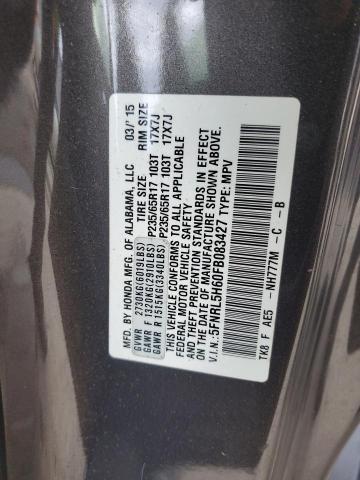 MFD. BY HONDA MFG. OF ALABAMA, LLC 03/'15
GVWR 2730KG(6019LBS) TIRE SIZE RIM SIZE
GAWR F 1320KG(2910LBS) P235/65R17 103T 17X7J
GAWR R 1515KG(3340LBS) P235/65R17 103T 17X7J
THIS VEHICLE CONFORMS TO ALL APPLICABLE
FEDERAL MOTOR VEHICLE SAFETY
AND THEFT PREVENTION STANDARDS IN EFFECT
ON THE DATE OF MANUFACTURE SHOWN ABOVE.
V.I.N.: 5FNRL5H60FB083427 TYPE: MPV
TK8 F AE5 -NH777M -C -B